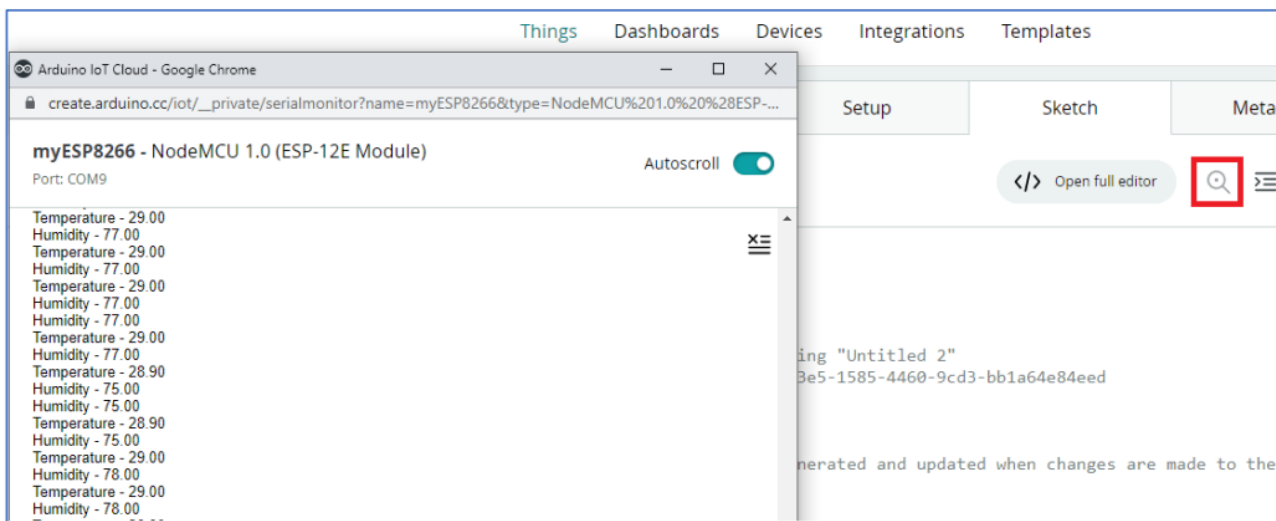 Things Dashboards Devices Integrations Templates
Arduino IoT Cloud - Google Chrome
create.arduino.cc/iot/__private/serialmonitor?name=myESP8266&type=NodeMCU%201.0%20%28ESP-...
Setup Sketch Meta
myESP8266 - NodeMCU 1.0 (ESP-12E Module)
Port: COM9
Autoscroll
</> Open full editor
Temperature - 29.00
Humidity - 77.00
Temperature - 29.00
Humidity - 77.00
Temperature - 29.00
Humidity - 77.00
Humidity - 77.00
Temperature - 29.00
Humidity - 77.00
Temperature - 28.90
Humidity - 75.00
Humidity - 75.00
Temperature - 28.90
Humidity - 75.00
Temperature - 29.00
Humidity - 78.00
Temperature - 29.00
Humidity - 78.00
ing "Untitled 2"
3e5-1585-4460-9cd3-bb1a64e84eed
nerated and updated when changes are made to the